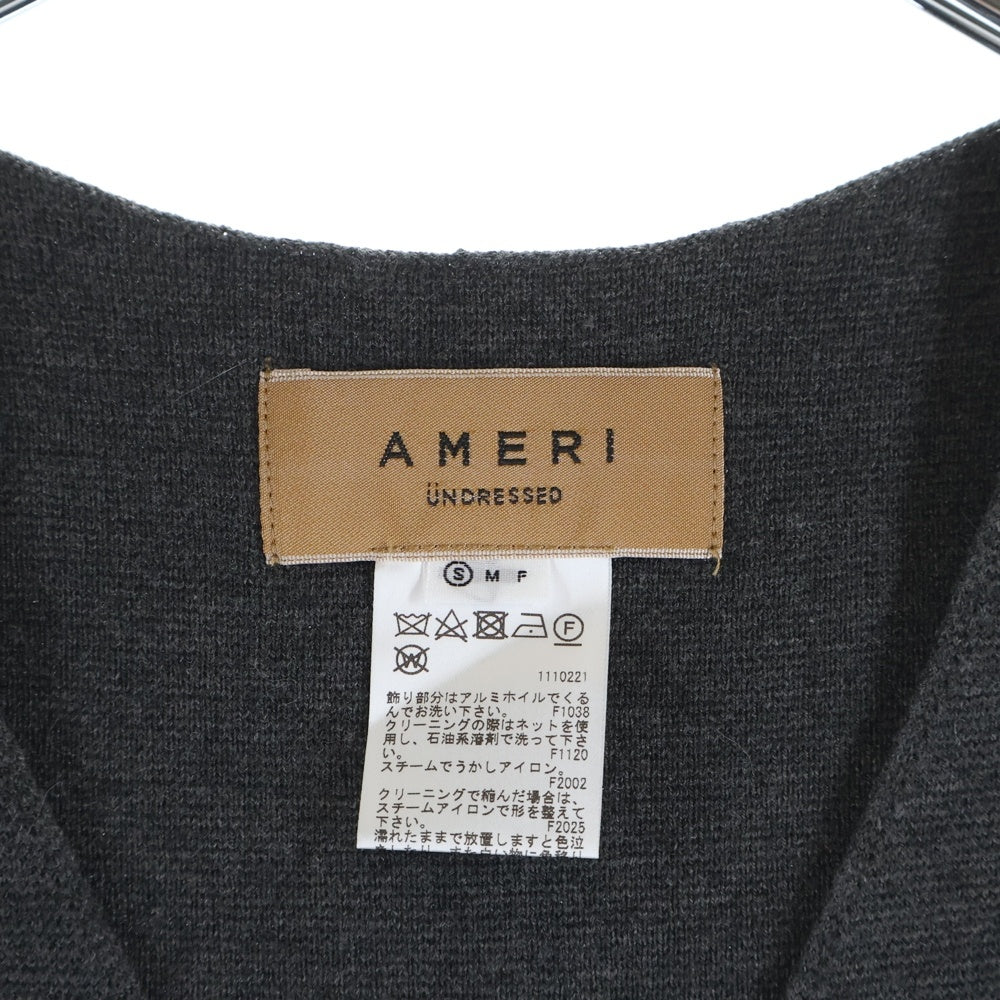 AMERI
ÜNDRESSED
S M F
F
W
1110221
飾り部分はアルミホイルでくる
んでお洗い下さい。 F1038
クリーニングの際はネットを使
用し、石油系溶剤で洗って下さ
い。 F1120
スチームでうかしアイロン。
F2002
クリーニングで縮んだ場合は、
スチームアイロンで形を整えて
下さい。 F2025
濡れたままで放置しますと色泣